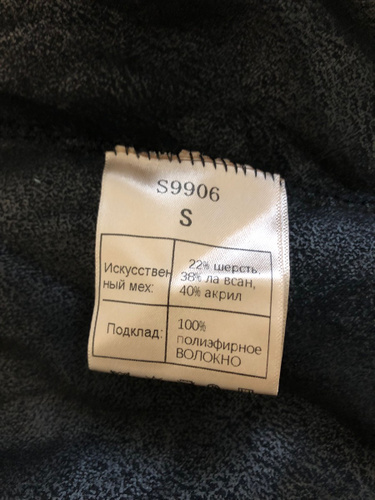 S9906
S
Искусствен
ный мех:
22% шерсть,
38% ла всан,
40% акрил
Подклад:
100%
полиэфирное
ВОЛОКНО